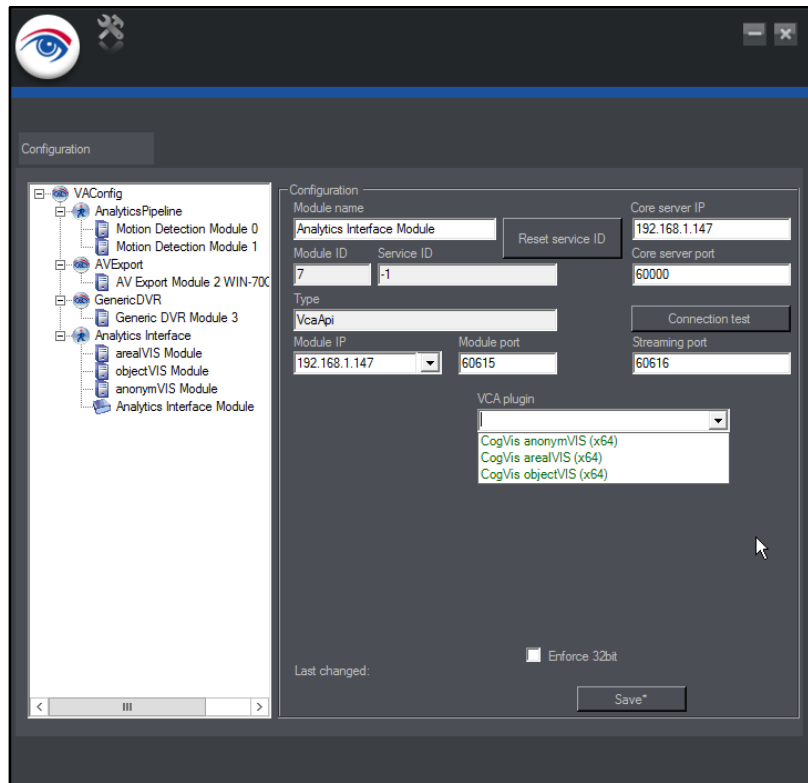 Configuration
VAConfig
AnalyticsPipeline
Motion Detection Module 0
Motion Detection Module 1
AVExport
AV Export Module 2 WIN-70C
GenericDVR
Generic DVR Module 3
Analytics Interface
arealVIS Module
objectVIS Module
anonymVIS Module
Analytics Interface Module
Configuration
Module name
Core server IP
Analytics Interface Module
Reset service ID
192.168.1.147
Module ID
Service ID
Core server port
7
-1
60000
Type
VcaApi
Connection test
Module IP
Module port
Streaming port
192.168.1.147
60615
60616
VCA plugin
CogVis anonymVIS (x64)
CogVis arealVIS (x64)
CogVis objectVIS (x64)
Enforce 32bit
Last changed:
Save*